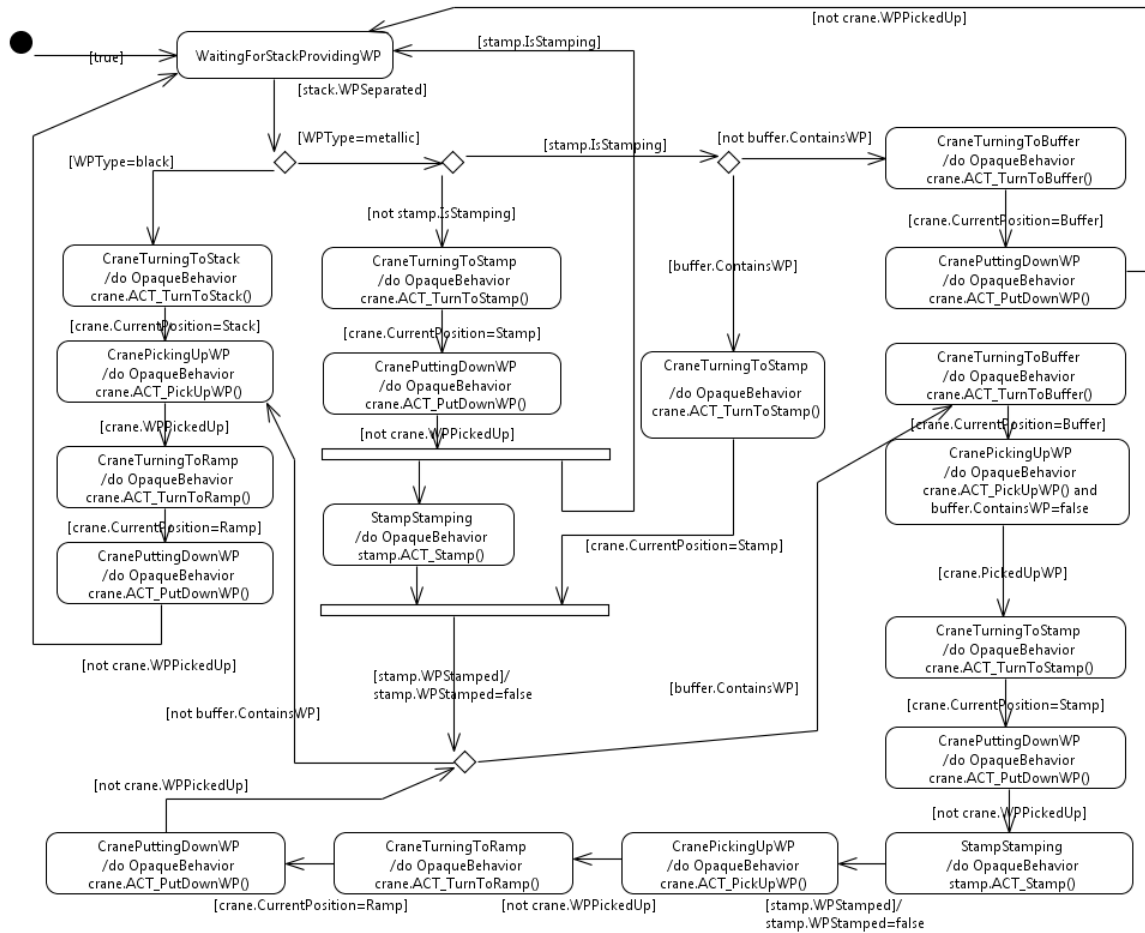 [not crane.WPPickedUp]
WaitingForStackProvidingWP
[stamp.IsStamping]
[true]
[stack.WPSeparated]
[WPType=metallic]
[stamp.IsStamping]
[not buffer.ContainsWP]
[WPType=black]
CraneTurningToBuffer
/do OpaqueBehavior
crane.ACT_TurnToBuffer()
[not stamp.IsStamping]
[crane.CurrentPosition=Buffer]
CraneTurningToStack
/do OpaqueBehavior
crane.ACT_TurnToStack()
CraneTurningToStamp
/do OpaqueBehavior
crane.ACT_TurnToStamp()
[buffer.ContainsWP]
CranePuttingDownWP
/do OpaqueBehavior
crane.ACT_PutDownWP()
[crane.CurrentPosition=Stack]
[crane.CurrentPosition=Stamp]
CranePickingUpWP
/do OpaqueBehavior
crane.ACT_PickUpWP()
CranePuttingDownWP
/do OpaqueBehavior
crane.ACT_PutDownWP()
CraneTurningToStamp
/do OpaqueBehavior
crane.ACT_TurnToStamp()
CraneTurningToBuffer
/do OpaqueBehavior
crane.ACT_TurnToBuffer()
[crane.WPPickedUp]
[not crane.WPPickedUp]
[crane.CurrentPosition=Buffer]
CraneTurningToRamp
/do OpaqueBehavior
crane.ACT_TurnToRamp()
CranePickingUpWP
/do OpaqueBehavior
crane.ACT_PickUpWP() and
buffer.ContainsWP=false
[crane.CurrentPosition=Ramp]
StampStamping
/do OpaqueBehavior
stamp.ACT_Stamp()
[crane.CurrentPosition=Stamp]
CranePuttingDownWP
/do OpaqueBehavior
crane.ACT_PutDownWP()
[crane.PickedUpWP]
[not crane.WPPickedUp]
CraneTurningToStamp
/do OpaqueBehavior
crane.ACT_TurnToStamp()
[stamp.WPStamped]/
stamp.WPStamped=false
[buffer.ContainsWP]
[not buffer.ContainsWP]
[crane.CurrentPosition=Stamp]
CranePuttingDownWP
/do OpaqueBehavior
crane.ACT_PutDownWP()
[not crane.WPPickedUp]
[not crane.WPPickedUp]
CranePuttingDownWP
/do OpaqueBehavior
crane.ACT_PutDownWP()
CraneTurningToRamp
/do OpaqueBehavior
crane.ACT_TurnToRamp()
CranePickingUpWP
/do OpaqueBehavior
crane.ACT_PickUpWP()
StampStamping
/do OpaqueBehavior
stamp.ACT_Stamp()
[crane.CurrentPosition=Ramp]
[not crane.WPPickedUp]
[stamp.WPStamped]/
stamp.WPStamped=false